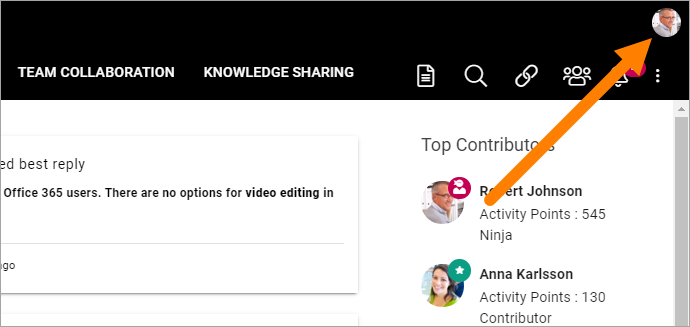 TEAM COLLABORATION KNOWLEDGE SHARING
ed best reply
Office 365 users. There are no options for video editing in
ago
Top Contributors
Robert Johnson
Activity Points : 545
Ninja
Anna Karlsson
Activity Points : 130
Contributor